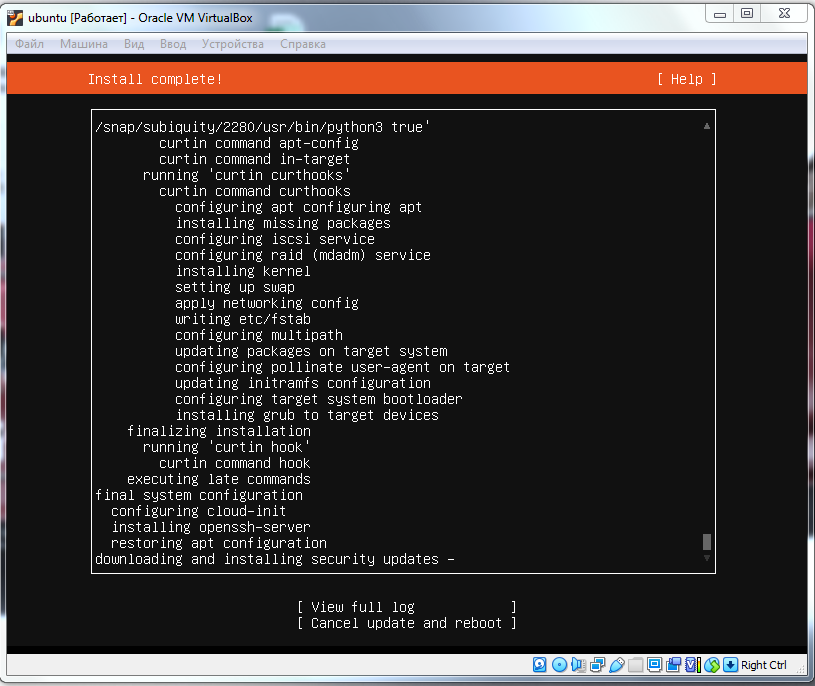 ubuntu [Работает] - Oracle VM VirtualBox
Файл Машина Вид Ввод Устройства Справка
Install complete! [ Help ]
/snap/subiquity/2280/usr/bin/python3 true'
curtin command apt-config
curtin command in-target
running 'curtin curthooks'
curtin command curthooks
configuring apt configuring apt
installing missing packages
configuring iscsi service
configuring raid (mdadm) service
installing kernel
setting up swap
apply networking config
writing etc/fstab
configuring multipath
updating packages on target system
configuring pollinate user-agent on target
updating initramfs configuration
configuring target system bootloader
installing grub to target devices
finalizing installation
running 'curtin hook'
curtin command hook
executing late commands
final system configuration
configuring cloud-init
installing openssh-server
restoring apt configuration
downloading and installing security updates -
[ View full log ]
[ Cancel update and reboot ]
Right Ctrl